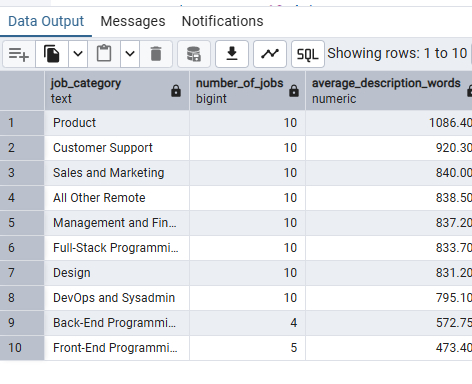 Data Output Messages Notifications
SQL Showing rows: 1 to 10
job_category number_of_jobs average_description_words
text bigint numeric
1 Product 10 1086.40
2 Customer Support 10 920.30
3 Sales and Marketing 10 840.00
4 All Other Remote 10 838.50
5 Management and Fin... 10 837.20
6 Full-Stack Programmi... 10 833.70
7 Design 10 831.20
8 DevOps and Sysadmin 10 795.10
9 Back-End Programmi... 4 572.75
10 Front-End Programmi... 5 473.40